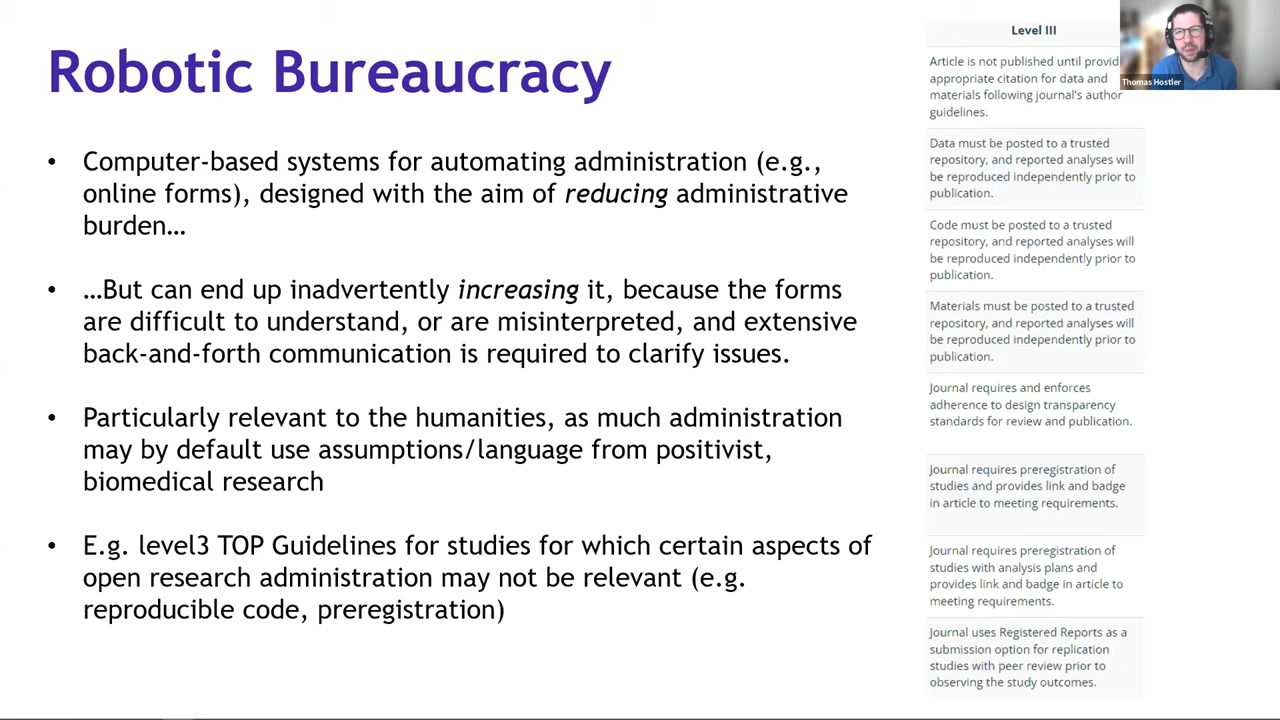 Robotic Bureaucracy
• Computer-based systems for automating administration (e.g.,
online forms), designed with the aim of reducing administrative
burden…
• …But can end up inadvertently increasing it, because the forms
are difficult to understand, or are misinterpreted, and extensive
back-and-forth communication is required to clarify issues.
• Particularly relevant to the humanities, as much administration
may by default use assumptions/language from positivist,
biomedical research
• E.g. level3 TOP Guidelines for studies for which certain aspects of
open research administration may not be relevant (e.g.
reproducible code, preregistration)
Level III
Article is not published until provid
appropriate citation for data and
materials following journal's author
guidelines.
Data must be posted to a trusted
repository, and reported analyses will
be reproduced independently prior to
publication.
Code must be posted to a trusted
repository, and reported analyses will
be reproduced independently prior to
publication.
Materials must be posted to a trusted
repository, and reported analyses will
be reproduced independently prior to
publication.
Journal requires and enforces
adherence to design transparency
standards for review and publication.
Journal requires preregistration of
studies and provides link and badge
in article to meeting requirements.
Journal requires preregistration of
studies with analysis plans and
provides link and badge in article to
meeting requirements.
Journal uses Registered Reports as a
submission option for replication
studies with peer review prior to
observing the study outcomes.
Thomas Hostler